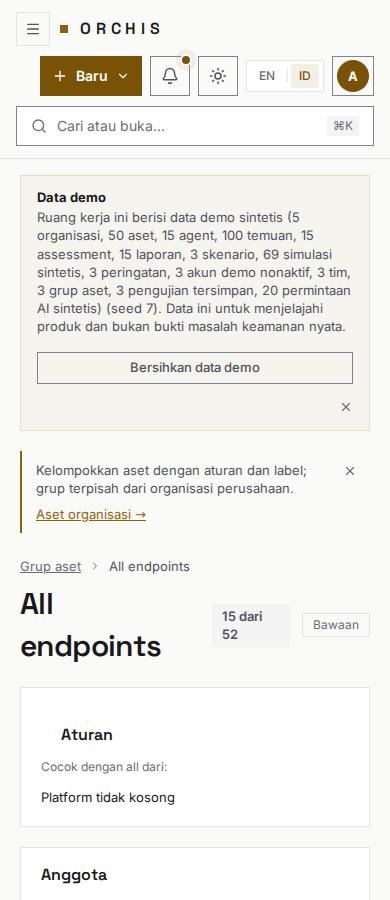 ORCHIS
Baru
EN
ID
A
Cari atau buka...
⌘K
Data demo
Ruang kerja ini berisi data demo sintetis (5
organisasi, 50 aset, 15 agent, 100 temuan, 15
assessment, 15 laporan, 3 skenario, 69 simulasi
sintetis, 3 peringatan, 3 akun demo nonaktif, 3 tim,
3 grup aset, 3 pengujian tersimpan, 20 permintaan
AI sintetis) (seed 7). Data ini untuk menjelajahi
produk dan bukan bukti masalah keamanan nyata.
Bersihkan data demo
Kelompokkan aset dengan aturan dan label;
grup terpisah dari organisasi perusahaan.
Aset organisasi →
Grup aset > All endpoints
All
endpoints
15 dari
52
Bawaan
Aturan
Cocok dengan all dari:
Platform tidak kosong
Anggota